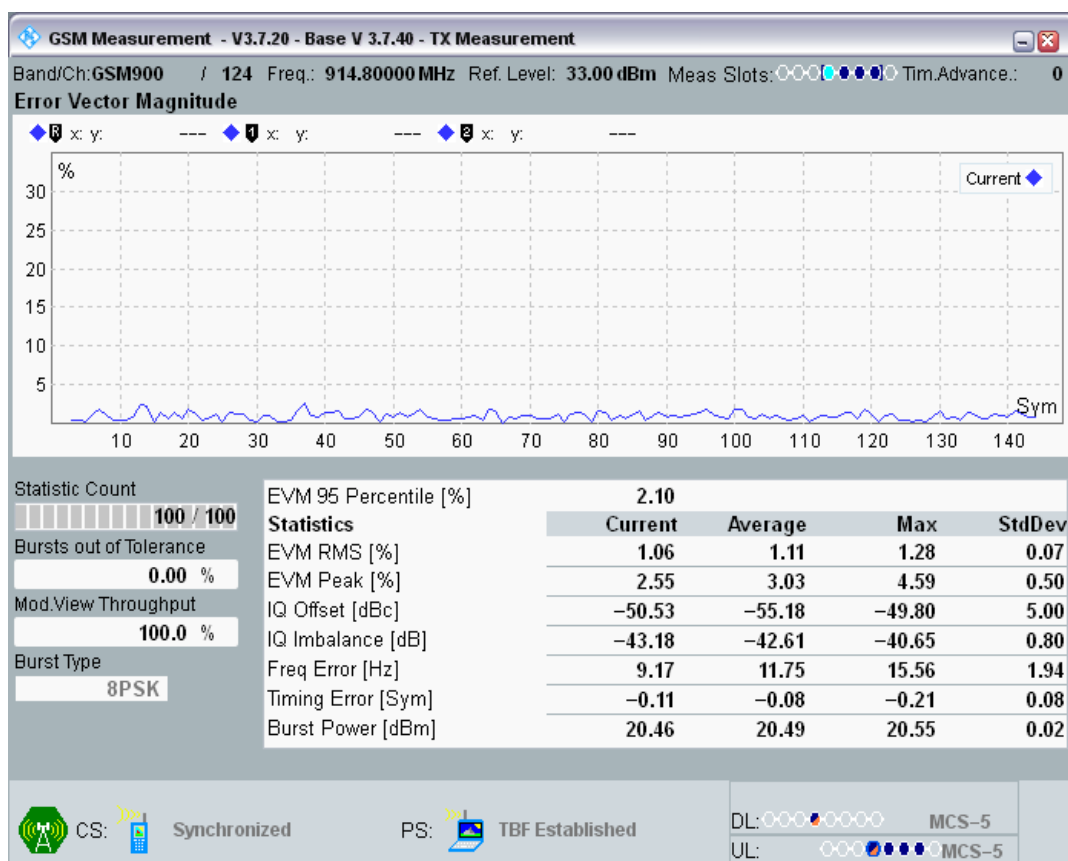 GSM Measurement - V3.7.20 - Base V 3.7.40 - TX Measurement
Band/Ch:GSM900 / 124 Freq.: 914.80000 MHz Ref. Level: 33.00 dBm Meas Slots: Tim.Advance.: 0
Error Vector Magnitude
R x: y: --- 1 x: y: --- 2 x: y: ---
%
Current
30
25
20
15
10
5
Sym
10 20 30 40 50 60 70 80 90 100 110 120 130 140
Statistic Count
100 / 100
Bursts out of Tolerance
0.00 %
Mod.View Throughput
100.0 %
Burst Type
8PSK
EVM 95 Percentile [%] 2.10
Statistics Current Average Max StdDev
EVM RMS [%] 1.06 1.11 1.28 0.07
EVM Peak [%] 2.55 3.03 4.59 0.50
IQ Offset [dBc] −50.53 −55.18 −49.80 5.00
IQ Imbalance [dB] −43.18 −42.61 −40.65 0.80
Freq Error [Hz] 9.17 11.75 15.56 1.94
Timing Error [Sym] −0.11 −0.08 −0.21 0.08
Burst Power [dBm] 20.46 20.49 20.55 0.02
CS: Synchronized PS: TBF Established
DL: MCS−5
UL: MCS−5